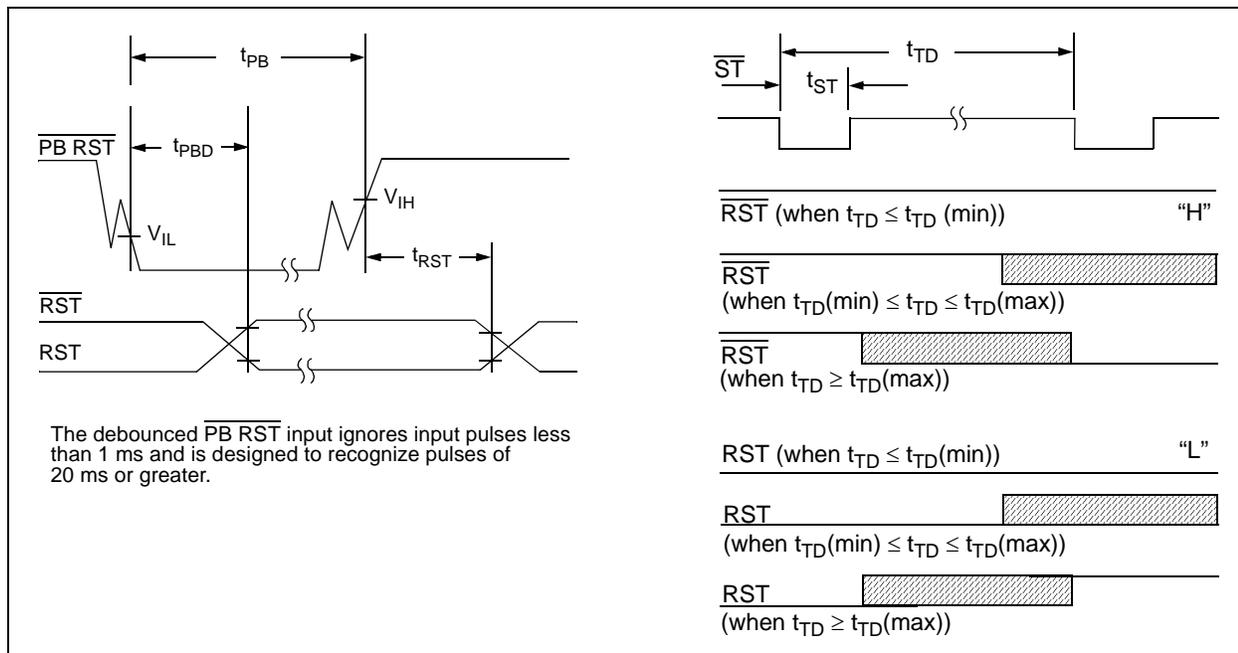 tPB
PB RST
tPBD
VIL
VIH
tRST
RST
RST
The debounced PB RST input ignores input pulses less
than 1 ms and is designed to recognize pulses of
20 ms or greater.
tTD
ST
tST
RST (when tTD ≤ tTD (min)) “H”
RST
(when tTD(min) ≤ tTD ≤ tTD(max))
RST
(when tTD ≥ tTD(max))
RST (when tTD ≤ tTD(min)) “L”
RST
(when tTD(min) ≤ tTD ≤ tTD(max))
RST
(when tTD ≥ tTD(max))